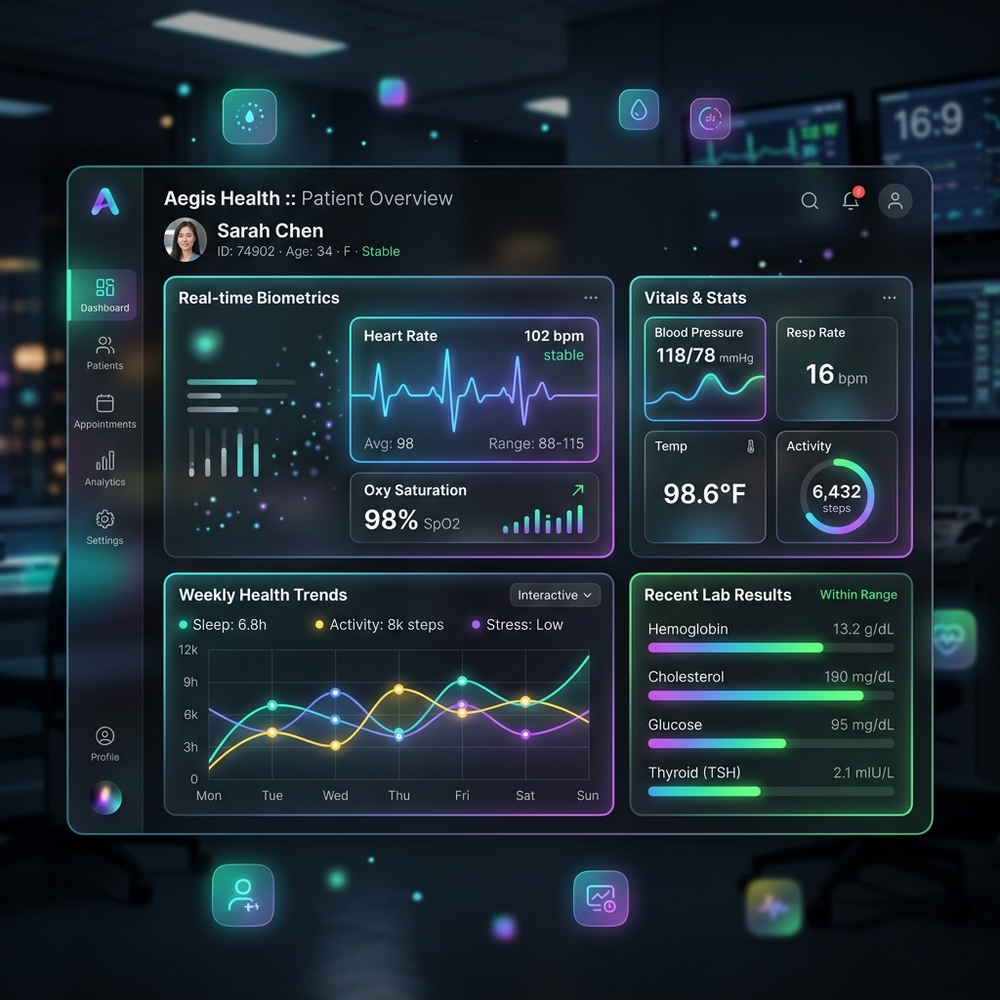 16:9
Aegis Health :: Patient Overview
Sarah Chen
ID: 74902 · Age: 34 · F · Stable
Dashboard
Patients
Appointments
Analytics
Settings
Profile
Real-time Biometrics
Heart Rate 102 bpm
stable
Avg: 98 Range: 88-115
Oxy Saturation
98% SpO2
Vitals & Stats
Blood Pressure
118/78 mmHg
Resp Rate
16 bpm
Temp
98.6°F
Activity
6,432
steps
Weekly Health Trends Interactive
Sleep: 6.8h Activity: 8k steps Stress: Low
12k
9h
6k
3h
0
Mon Tue Wed Thu Fri Sat Sun
Recent Lab Results Within Range
Hemoglobin 13.2 g/dL
Cholesterol 190 mg/dL
Glucose 95 mg/dL
Thyroid (TSH) 2.1 mIU/L